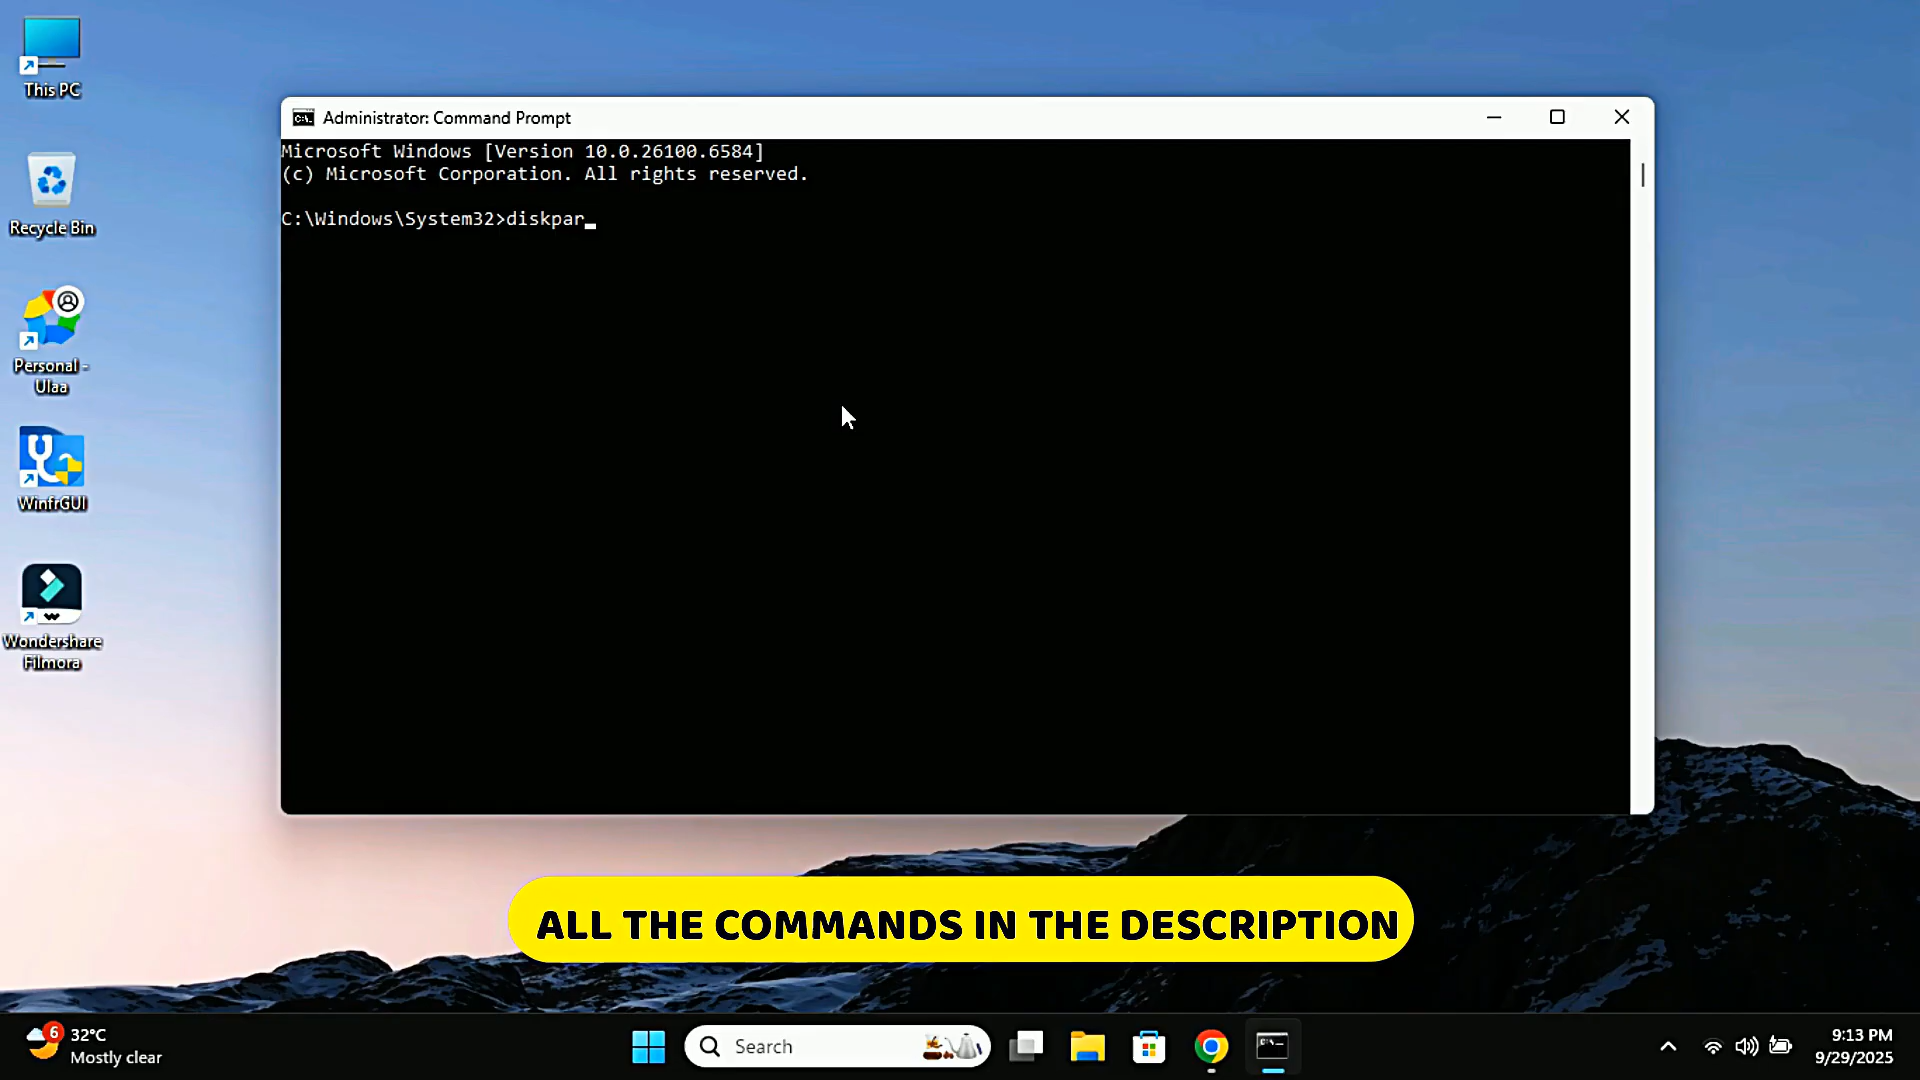 This PC
Recycle Bin
Personal -
Ulaa
WinfrGUI
Wondershare
Filmora
Administrator: Command Prompt
Microsoft Windows [Version 10.0.26100.6584]
(c) Microsoft Corporation. All rights reserved.
C:\Windows\System32>diskpar_
ALL THE COMMANDS IN THE DESCRIPTION
6
32°C
Mostly clear
Search
9:13 PM
9/29/2025